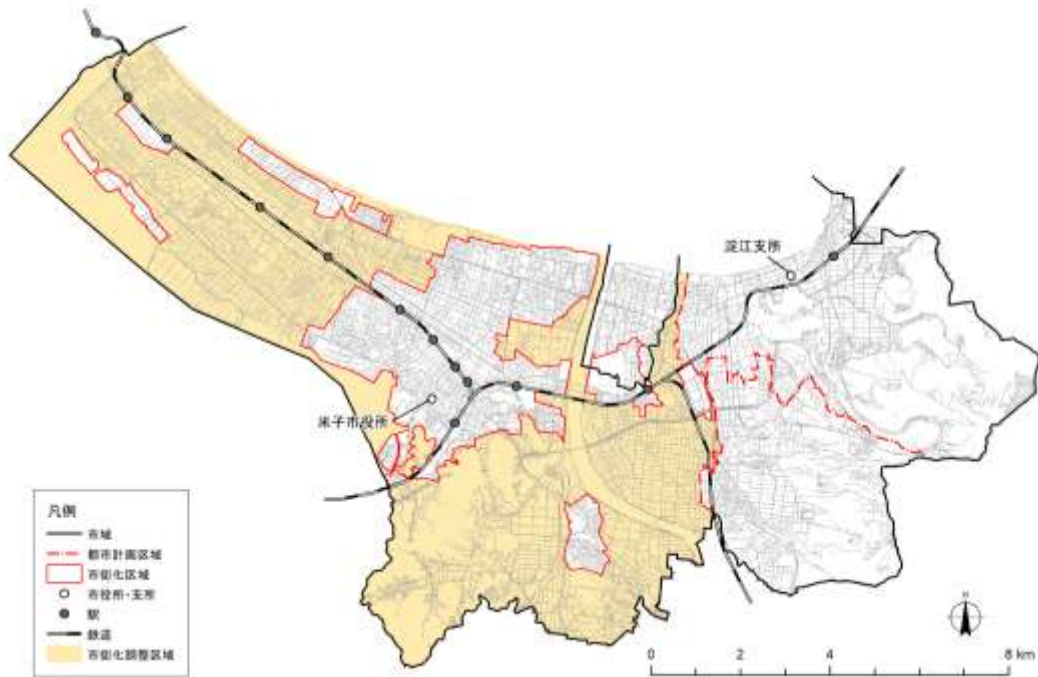 淀江支所
米子市役所
凡例
市域
都市計画区域
市街化区域
市役所・支所
駅
鉄道
市街化調整区域
N
0 2 4 8 km